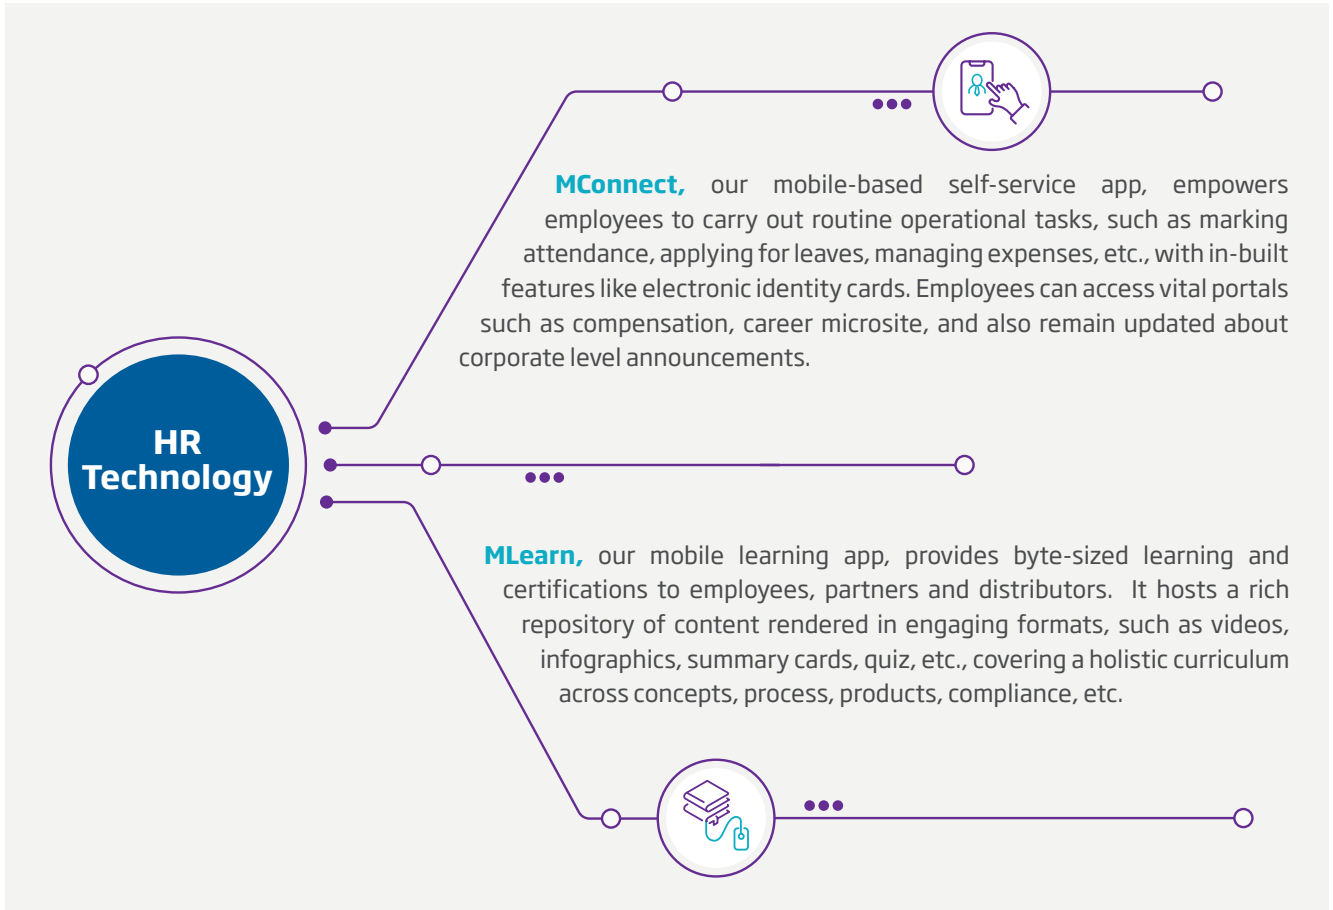 MConnect, our mobile-based self-service app, empowers
employees to carry out routine operational tasks, such as marking
attendance, applying for leaves, managing expenses, etc., with in-built
features like electronic identity cards. Employees can access vital portals
such as compensation, career microsite, and also remain updated about
corporate level announcements.
HR
Technology
MLearn, our mobile learning app, provides byte-sized learning and
certifications to employees, partners and distributors. It hosts a rich
repository of content rendered in engaging formats, such as videos,
infographics, summary cards, quiz, etc., covering a holistic curriculum
across concepts, process, products, compliance, etc.